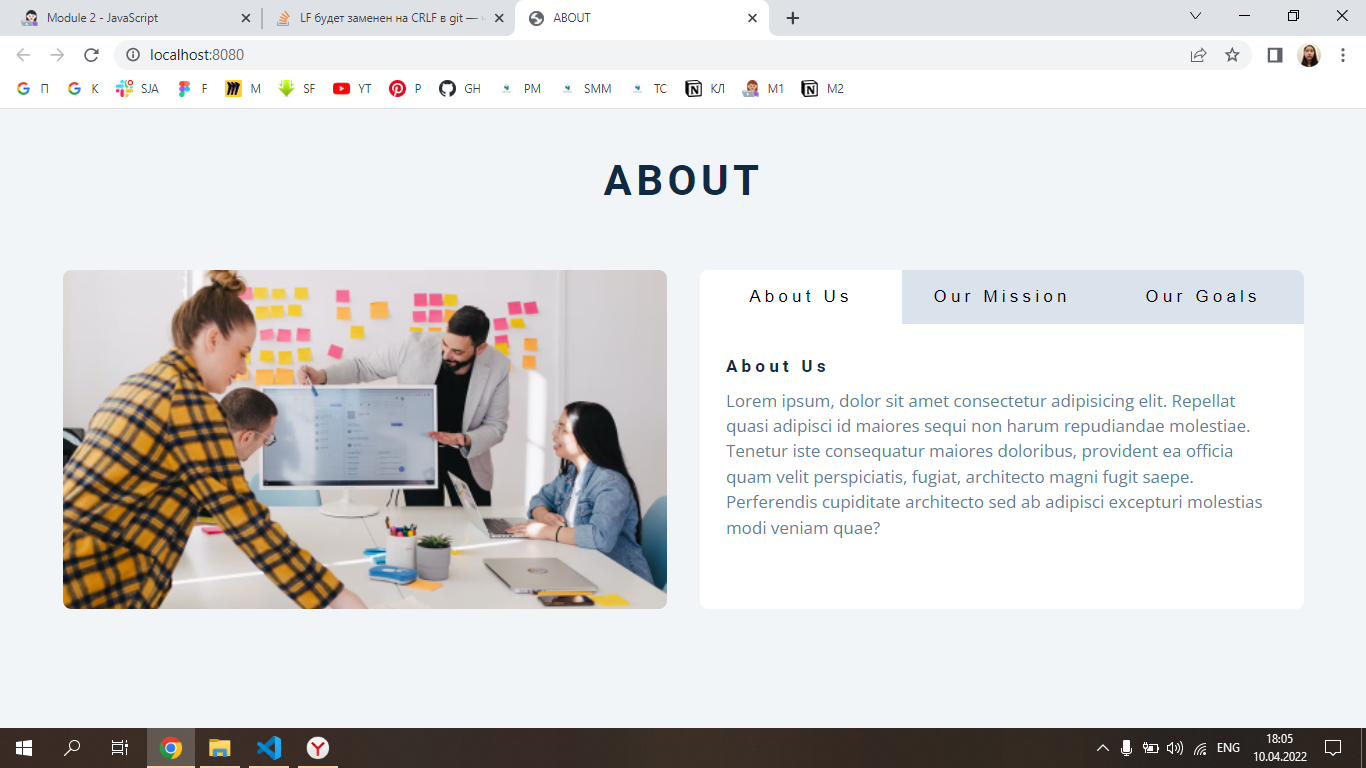 Module 2 - JavaScript
LF будет заменен на CRLF в git —
ABOUT
localhost:8080
П К SJA F M SF YT P GH PM SMM TC КЛ M1 M2
ABOUT
About Us Our Mission Our Goals
About Us
Lorem ipsum, dolor sit amet consectetur adipisicing elit. Repellat
quasi adipisci id maiores sequi non harum repudiandae molestiae.
Tenetur iste consequatur maiores doloribus, provident ea officia
quam velit perspiciatis, fugiat, architecto magni fugit saepe.
Perferendis cupiditate architecto sed ab adipisci excepturi molestias
modi veniam quae?
ENG
18:05
10.04.2022